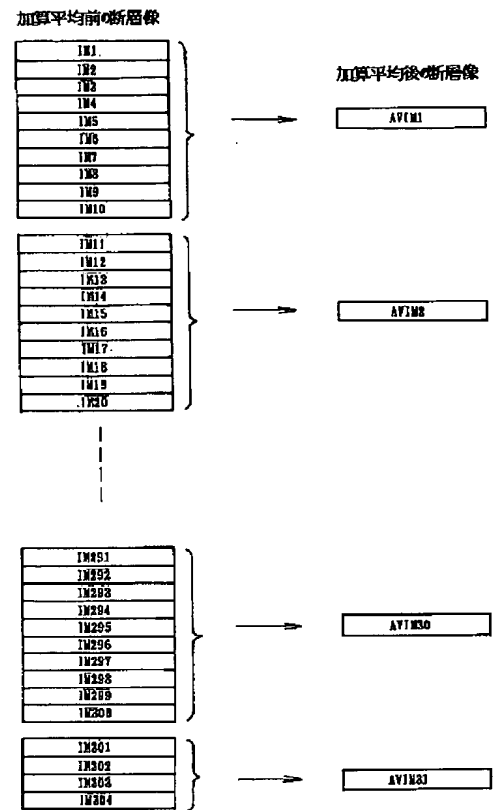 加算平均前の断層像
IM1
IM2
IM3
IM4
IM5
IM6
IM7
IM8
IM9
IM10
加算平均後の断層像
AVIM1
IM11
IM12
IM13
IM14
IM15
IM16
IM17
IM18
IM19
IM20
AVIM2
IM291
IM292
IM293
IM294
IM295
IM296
IM297
IM298
IM299
IM300
AVIM30
IM301
IM302
IM303
IM304
AVIM31